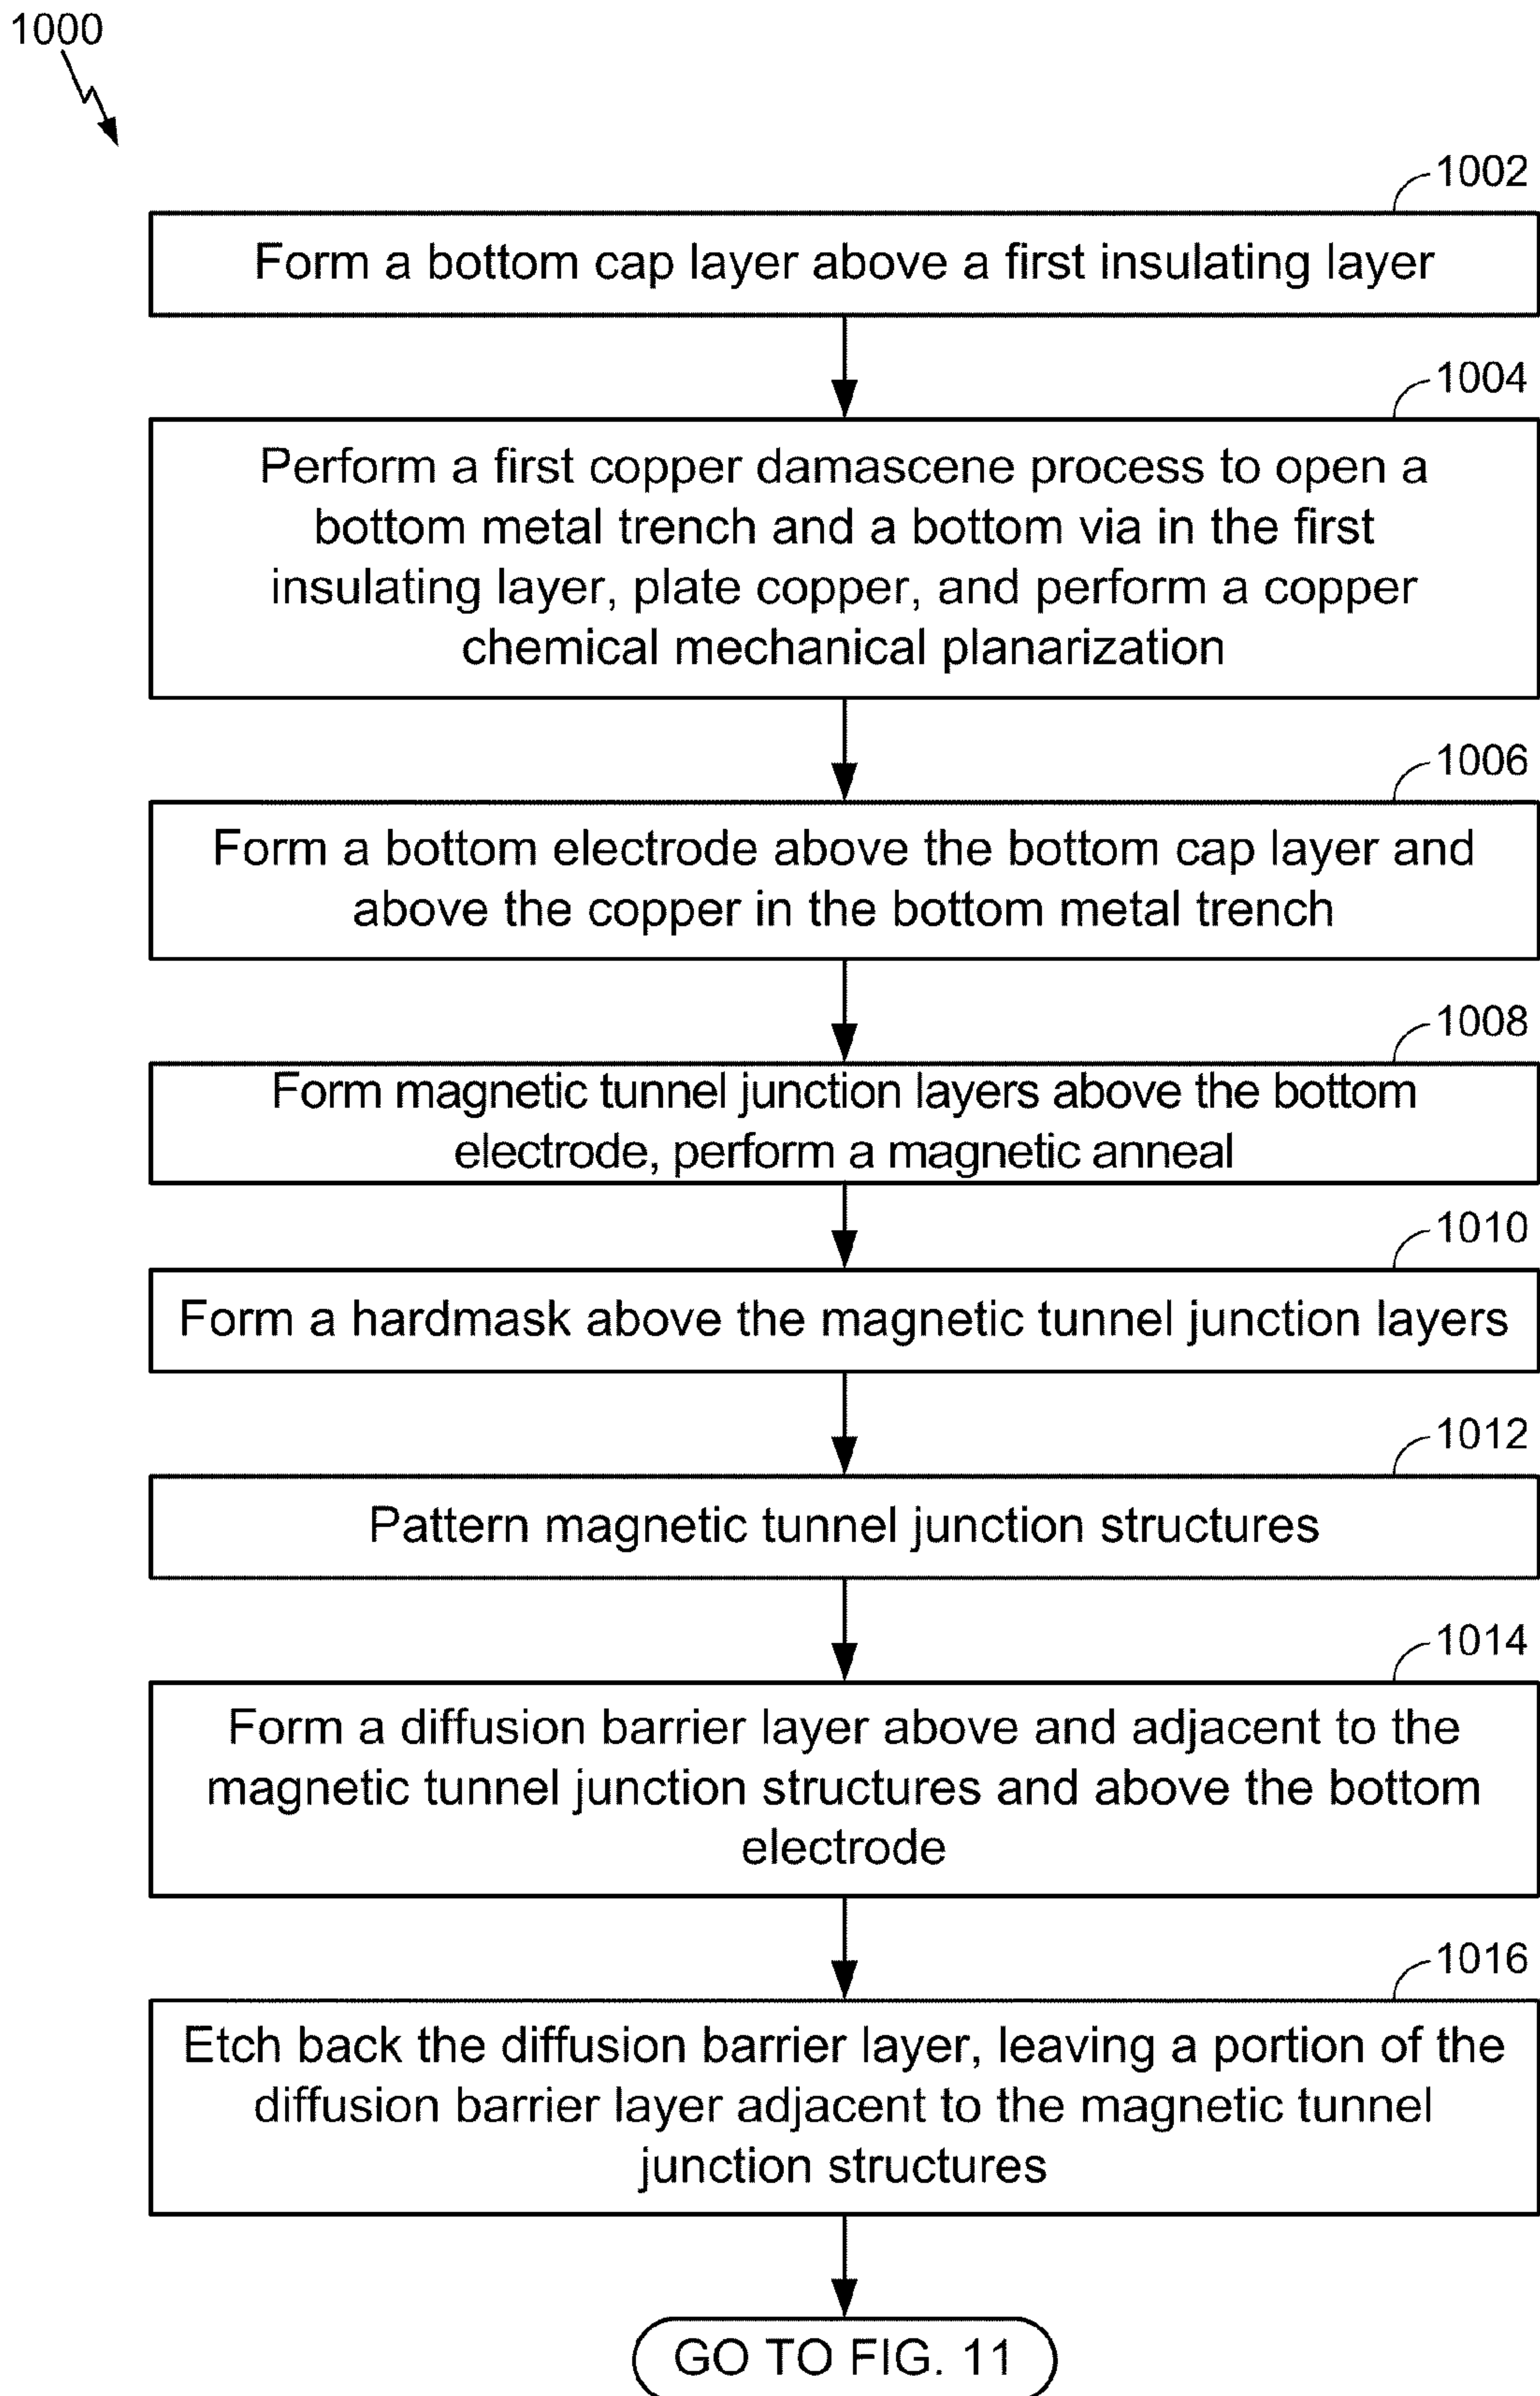 1000
1002
Form a bottom cap layer above a first insulating layer
1004
Perform a first copper damascene process to open a
bottom metal trench and a bottom via in the first
insulating layer, plate copper, and perform a copper
chemical mechanical planarization
1006
Form a bottom electrode above the bottom cap layer and
above the copper in the bottom metal trench
1008
Form magnetic tunnel junction layers above the bottom
electrode, perform a magnetic anneal
1010
Form a hardmask above the magnetic tunnel junction layers
1012
Pattern magnetic tunnel junction structures
1014
Form a diffusion barrier layer above and adjacent to the
magnetic tunnel junction structures and above the bottom
electrode
1016
Etch back the diffusion barrier layer, leaving a portion of the
diffusion barrier layer adjacent to the magnetic tunnel
junction structures
GO TO FIG. 11